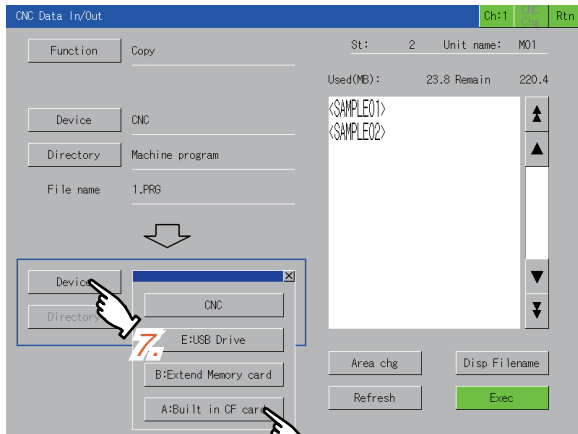 CNC Data In/Out
Ch:1
CNC Chg
Rtn
Function
Copy
St: 2 Unit name: M01
Used(MB): 23.8 Remain 220.4
Device
CNC
Directory
Machine program
File name
1.PRG
<SAMPLE01>
<SAMPLE02>
Device
Directory
7.
CNC
E:USB Drive
B:Extend Memory card
A:Built in CF card
Area chg
Disp Filename
Refresh
Exec